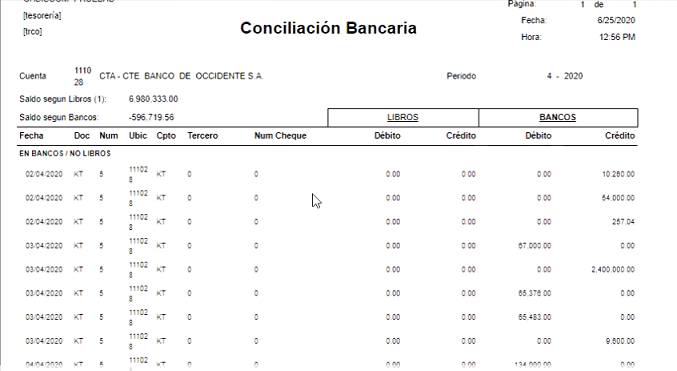 Página: 1 de 1
[tesorería]
Fecha: 6/25/2020
[trco]
Conciliación Bancaria
Hora: 12:56 PM
Cuenta 1110 28 CTA - CTE BANCO DE OCCIDENTE S.A. Periodo 4 - 2020
Saldo segun Libros (1): 6.980,333.00
Saldo segun Bancos: -596,719.56 LIBROS BANCOS
Fecha Doc Num Ubic Cpto Tercero Num Cheque Débito Crédito Débito Crédito
EN BANCOS / NO LIBROS
02/04/2020 KT 5 11102 8 KT 0 0 0.00 0.00 0.00 10,260.00
02/04/2020 KT 5 11102 8 KT 0 0 0.00 0.00 0.00 54,000.00
02/04/2020 KT 5 11102 8 KT 0 0 0.00 0.00 0.00 257.04
03/04/2020 KT 5 11102 8 KT 0 0 0.00 0.00 67,000.00 0.00
03/04/2020 KT 5 11102 8 KT 0 0 0.00 0.00 0.00 2,400,000.00
03/04/2020 KT 5 11102 8 KT 0 0 0.00 0.00 65,376.00 0.00
03/04/2020 KT 5 11102 8 KT 0 0 0.00 0.00 65,483.00 0.00
03/04/2020 KT 5 11102 8 KT 0 0 0.00 0.00 0.00 9,600.00
04/04/2020 KT 5 11102 KT 0 0 0.00 0.00 134,000.00 0.00